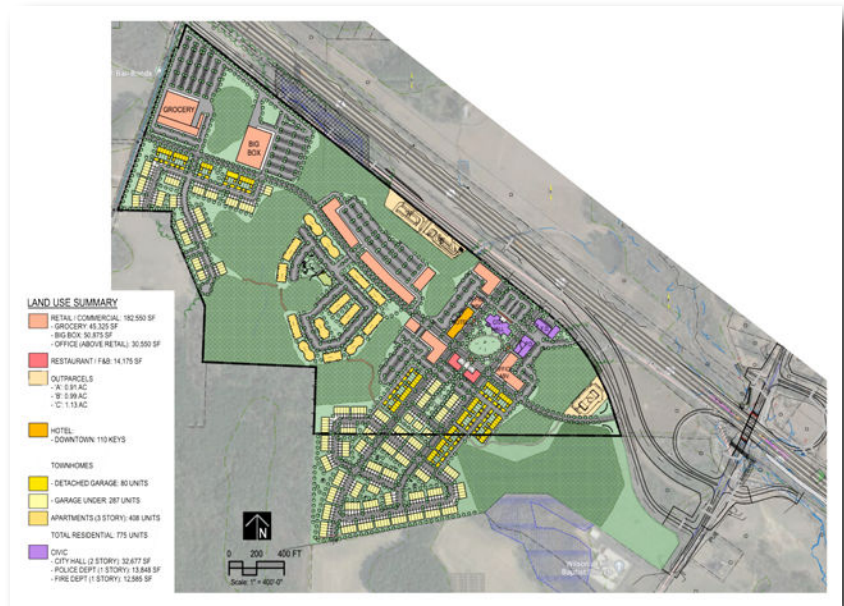 GROCERY
BIG
BOX
LAND USE SUMMARY
RETAIL / COMMERCIAL: 182,550 SF
- GROCERY: 45,325 SF
- BIG BOX: 50,875 SF
- OFFICE (ABOVE RETAIL): 30,550 SF
RESTAURANT / F&B: 14,175 SF
OUTPARCELS
- 'A': 0.91 AC
- 'B': 0.99 AC
- 'C': 1.13 AC
HOTEL:
- DOWNTOWN: 110 KEYS
TOWNHOMES
- DETACHED GARAGE: 80 UNITS
- GARAGE UNDER: 287 UNITS
APARTMENTS (3 STORY): 408 UNITS
TOTAL RESIDENTIAL: 775 UNITS
CIVIC
- CITY HALL (2 STORY): 32,677 SF
- POLICE DEPT (1 STORY): 13,848 SF
- FIRE DEPT (1 STORY): 12,585 SF
N
0 200 400 FT
Scale: 1" = 400'-0"